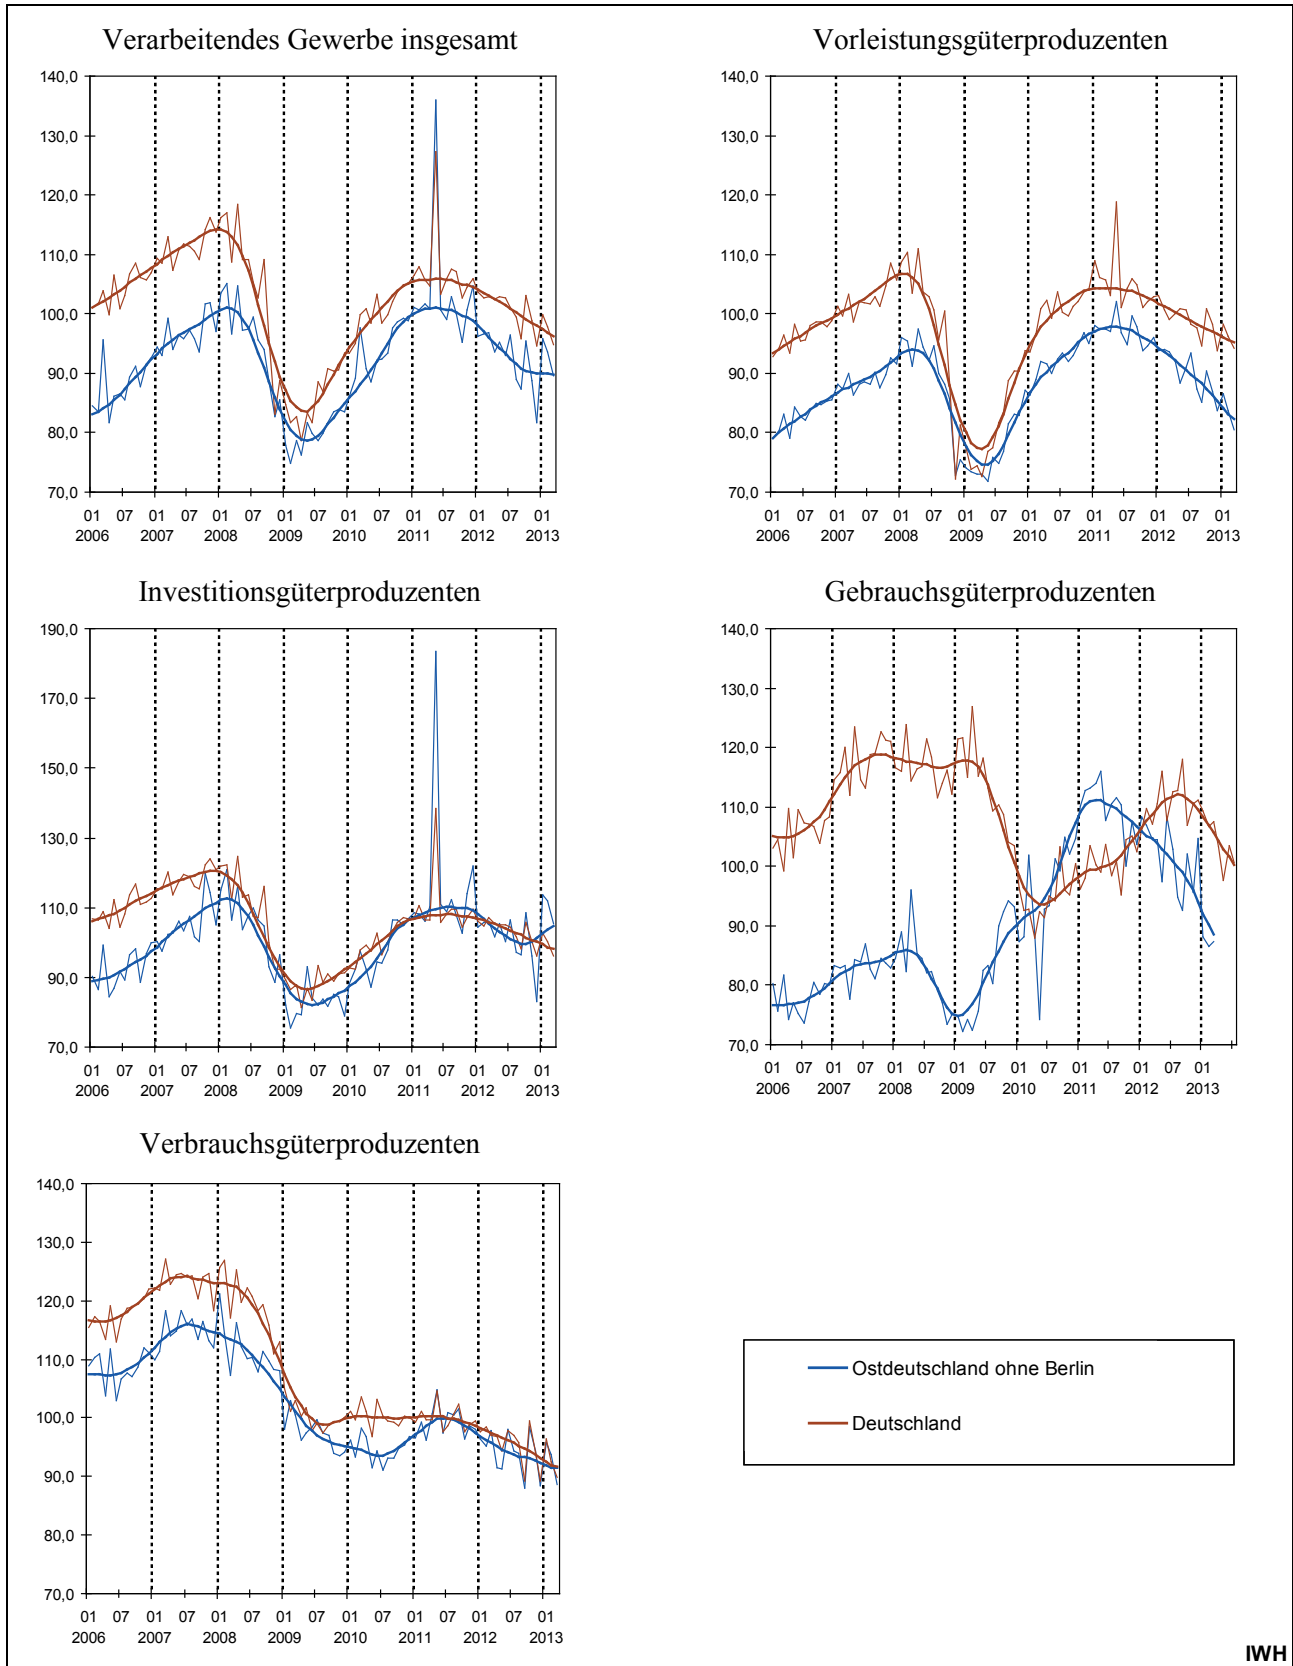 Verarbeitendes Gewerbe insgesamt
140,0
130,0
120,0
110,0
100,0
90,0
80,0
70,0
01 07 01 07 01 07 01 07 01 07 01 07 01 07 01
2006 2007 2008 2009 2010 2011 2012 2013
Vorleistungsgüterproduzenten
140,0
130,0
120,0
110,0
100,0
90,0
80,0
70,0
01 07 01 07 01 07 01 07 01 07 01 07 01 07 01
2006 2007 2008 2009 2010 2011 2012 2013
Investitionsgüterproduzenten
190,0
170,0
150,0
130,0
110,0
90,0
70,0
01 07 01 07 01 07 01 07 01 07 01 07 01 07 01
2006 2007 2008 2009 2010 2011 2012 2013
Gebrauchsgüterproduzenten
140,0
130,0
120,0
110,0
100,0
90,0
80,0
70,0
01 07 01 07 01 07 01 07 01 07 01 07 01 07 01
2006 2007 2008 2009 2010 2011 2012 2013
Verbrauchsgüterproduzenten
140,0
130,0
120,0
110,0
100,0
90,0
80,0
70,0
01 07 01 07 01 07 01 07 01 07 01 07 01 07 01
2006 2007 2008 2009 2010 2011 2012 2013
Ostdeutschland ohne Berlin
Deutschland
IWH